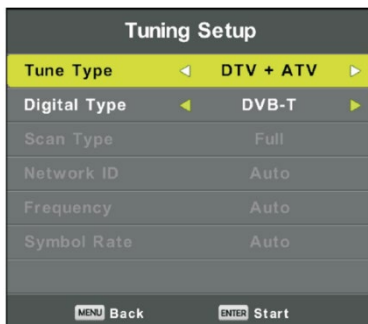 Tuning Setup
Tune Type DTV + ATV
Digital Type DVB-T
Scan Type Full
Network ID Auto
Frequency Auto
Symbol Rate Auto
MENU Back ENTER Start